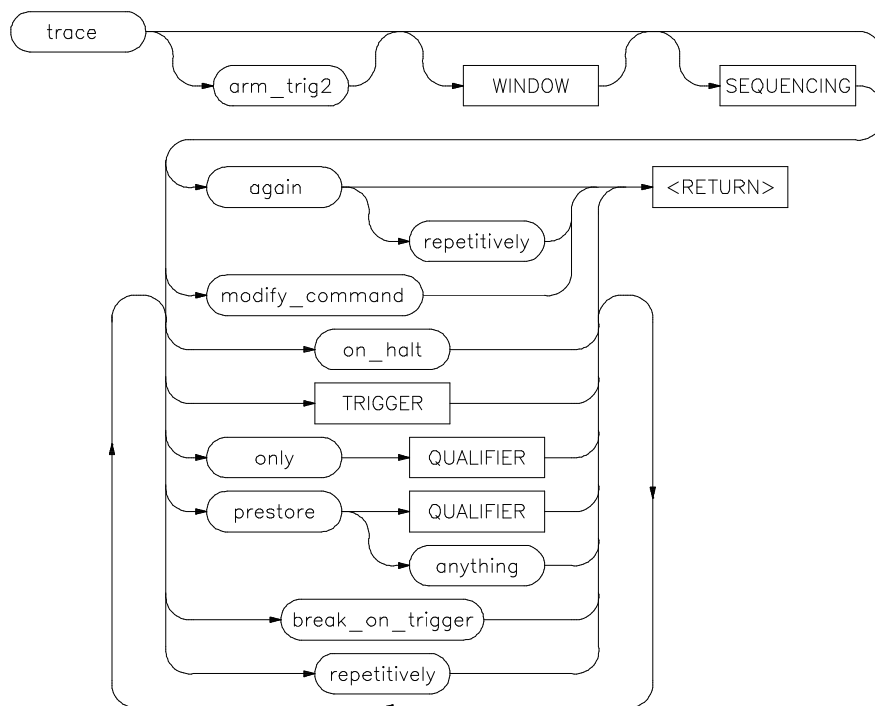 trace
arm_trig2
WINDOW
SEQUENCING
again
<RETURN>
repetitively
modify_command
on_halt
TRIGGER
only
QUALIFIER
prestore
QUALIFIER
anything
break_on_trigger
repetitively